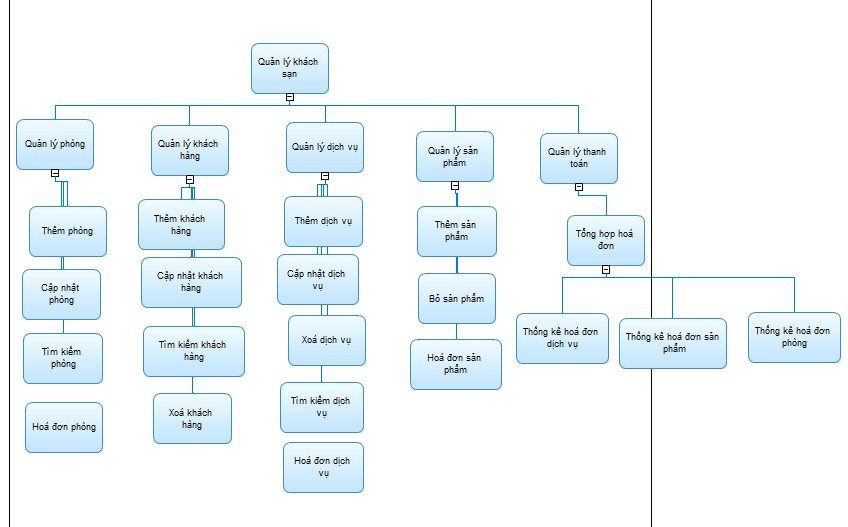 Quản lý khách
sạn
Quản lý phòng
Quản lý khách
hàng
Quản lý dịch vụ
Quản lý sản
phẩm
Quản lý thanh
toán
Thêm phòng
Cập nhật
phòng
Tìm kiếm
phòng
Hoá đơn phòng
Thêm khách
hàng
Cập nhật khách
hàng
Tìm kiếm khách
hàng
Xoá khách
hàng
Thêm dịch vụ
Cập nhật dịch
vụ
Xoá dịch vụ
Tìm kiếm dịch
vụ
Hoá đơn dịch
vụ
Thêm sản
phẩm
Bỏ sản phẩm
Hoá đơn sản
phẩm
Tổng hợp hoá
đơn
Thống kê hoá đơn
dịch vụ
Thống kê hoá đơn sản
phẩm
Thống kê hoá đơn
phòng